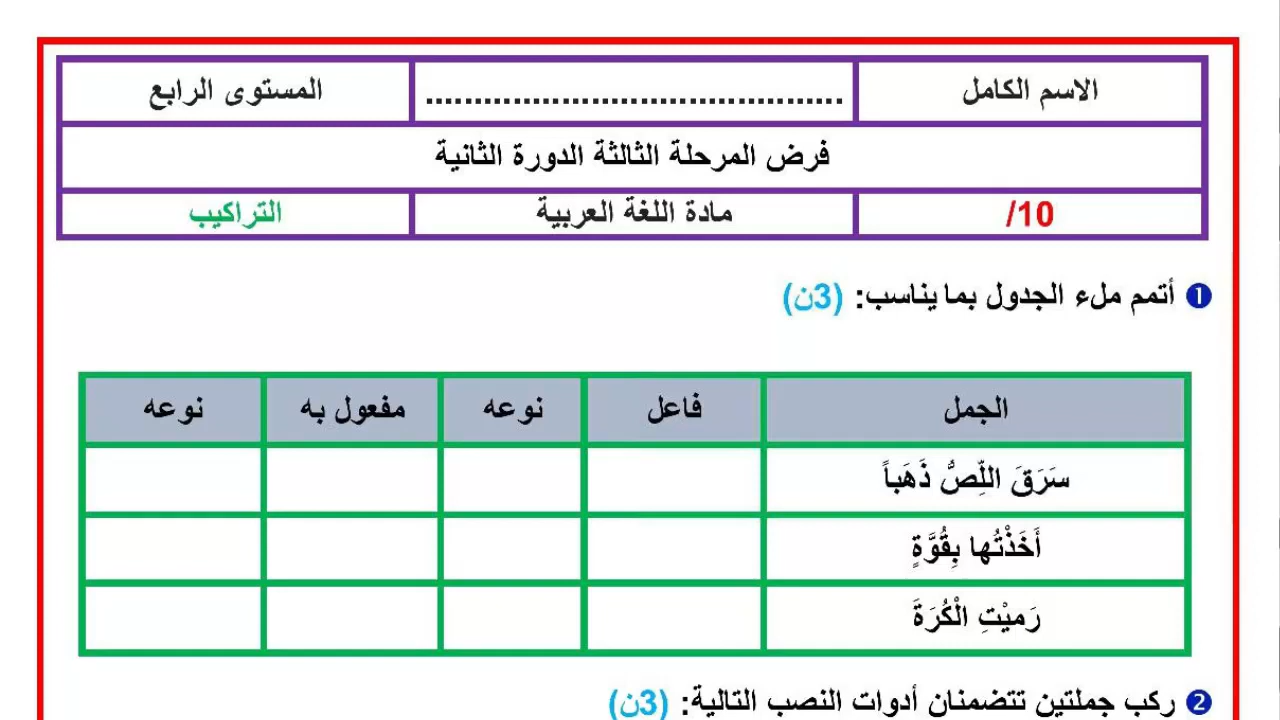 الاسم الكامل ........................................... المستوى الرابع
فرض المرحلة الثالثة الدورة الثانية
/10 مادة اللغة العربية التراكيب
❶ أتمم ملء الجدول بما يناسب: (3ن)
الجمل فاعل نوعه مفعول به نوعه
سَرَقَ اللِّصُّ ذَهَباً
أَخَذْتُها بِقُوَّةٍ
رَميْتِ الْكُرَةَ
❷ ركب جملتين تتضمنان أدوات النصب التالية: (3ن)